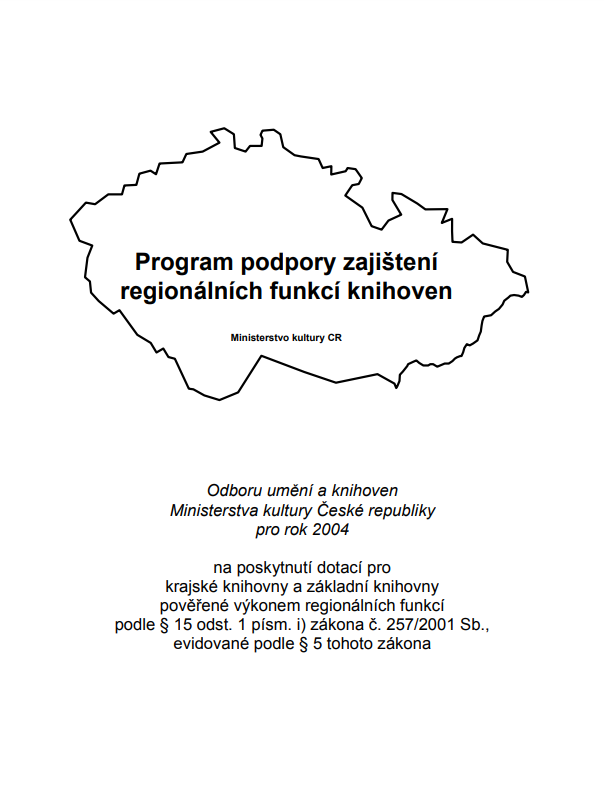 Program podpory zajištení
regionálních funkcí knihoven
Ministerstvo kultury CR
Odboru umění a knihoven
Ministerstva kultury České republiky
pro rok 2004
na poskytnutí dotací pro
krajské knihovny a základní knihovny
pověřené výkonem regionálních funkcí
podle § 15 odst. 1 písm. i) zákona č. 257/2001 Sb.,
evidované podle § 5 tohoto zákona